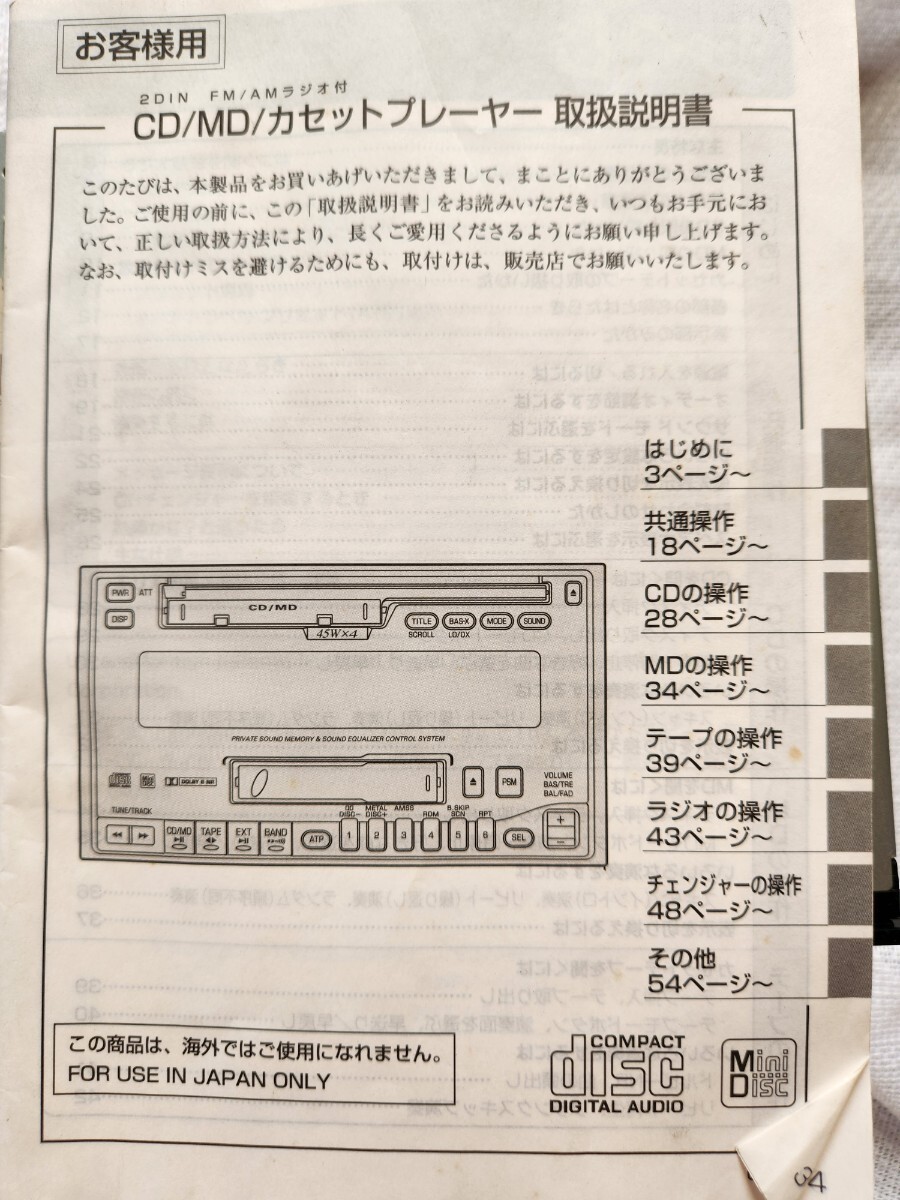 お客様用
2DIN FM/AMラジオ付
CD/MD/カセットプレーヤー 取扱説明書
このたびは、本製品をお買いあげいただきまして、まことにありがとうございま
した。ご使用の前に、この「取扱説明書」をお読みいただき、いつもお手元にお
いて、正しい取扱方法により、長くご愛用くださるようにお願い申し上げます。
なお、取付けミスを避けるためにも、取付けは、販売店でお願いいたします。
はじめに
3ページ〜
共通操作
18ページ〜
CDの操作
28ページ〜
MDの操作
34ページ〜
テープの操作
39ページ〜
ラジオの操作
43ページ〜
チェンジャーの操作
48ページ〜
その他
54ページ〜
PWR ATT
DISP
CD/MD
45W×4
TITLE BAS-X MODE SOUND
SCROLL LD/DX
PRIVATE SOUND MEMORY & SOUND EQUALIZER CONTROL SYSTEM
DOLBY B NR
PSM
VOLUME
BAS/TRE
BAL/FAD
TUNE/TRACK
CD/MD TAPE EXT BAND
ATP
DISC− DISC+ AMSS ROM SCN RPT
METAL B.SKIP
1 2 3 4 5 6
SEL
この商品は、海外ではご使用になれません。
FOR USE IN JAPAN ONLY
COMPACT
disc
DIGITAL AUDIO
Mini
Disc
34